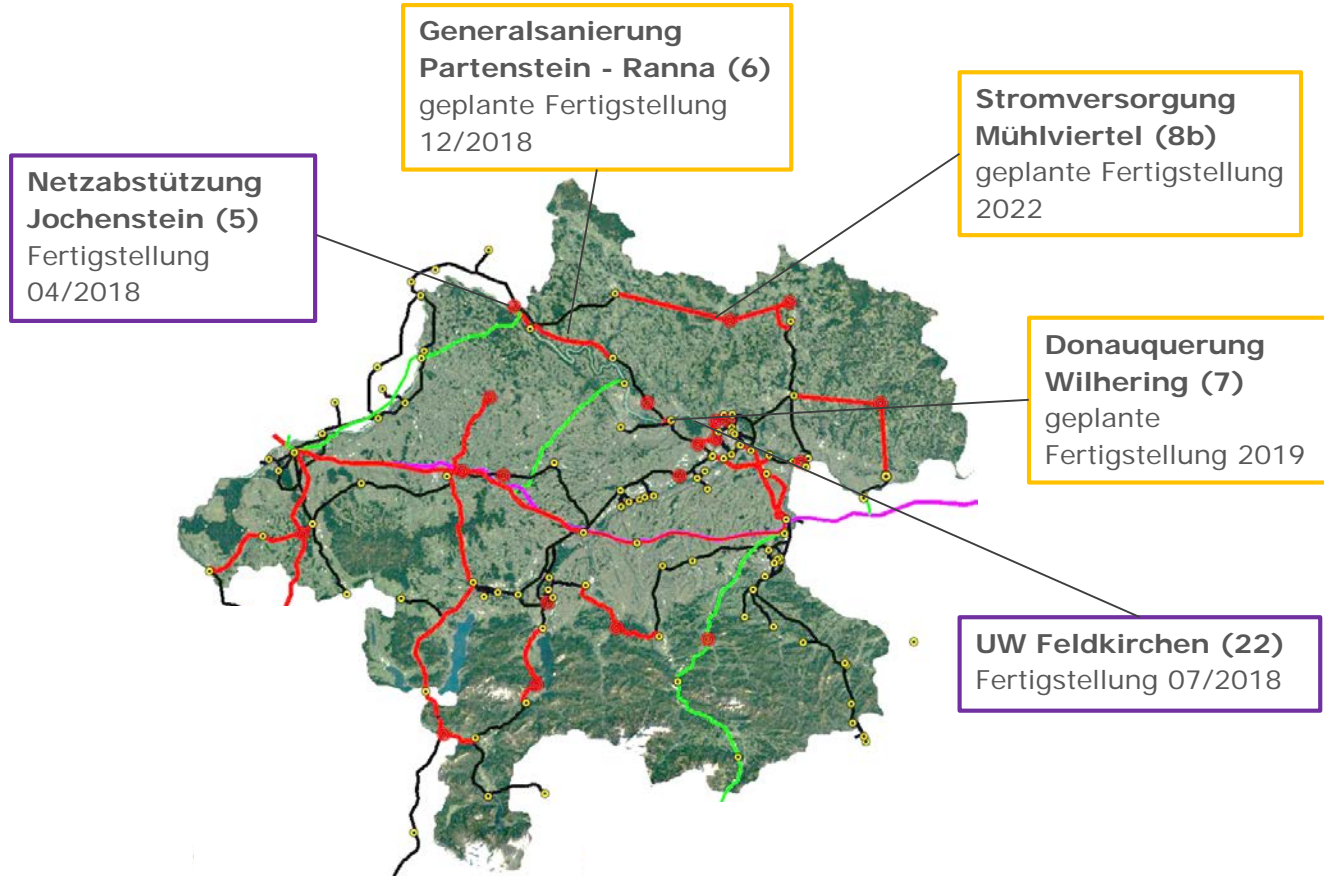 Generalsanierung
Partenstein - Ranna (6)
geplante Fertigstellung
12/2018
Stromversorgung
Mühlviertel (8b)
geplante Fertigstellung
2022
Netzabstützung
Jochenstein (5)
Fertigstellung
04/2018
Donauquerung
Wilhering (7)
geplante
Fertigstellung 2019
UW Feldkirchen (22)
Fertigstellung 07/2018